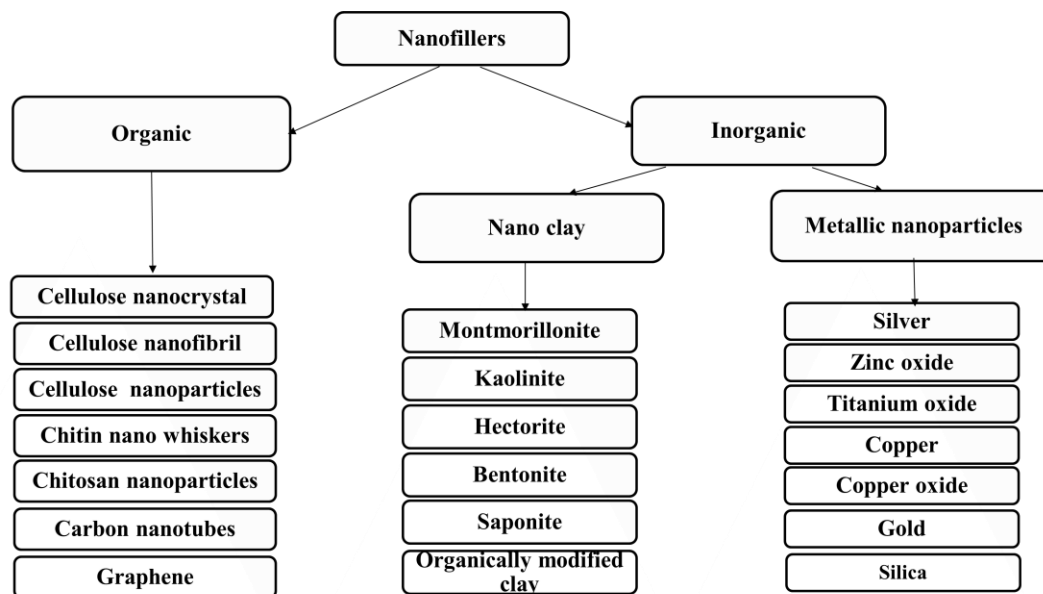 Nanofillers
Organic
Inorganic
Nano clay
Metallic nanoparticles
Cellulose nanocrystal
Cellulose nanofibril
Cellulose nanoparticles
Chitin nano whiskers
Chitosan nanoparticles
Carbon nanotubes
Graphene
Montmorillonite
Kaolinite
Hectorite
Bentonite
Saponite
Organically modified
clay
Silver
Zinc oxide
Titanium oxide
Copper
Copper oxide
Gold
Silica